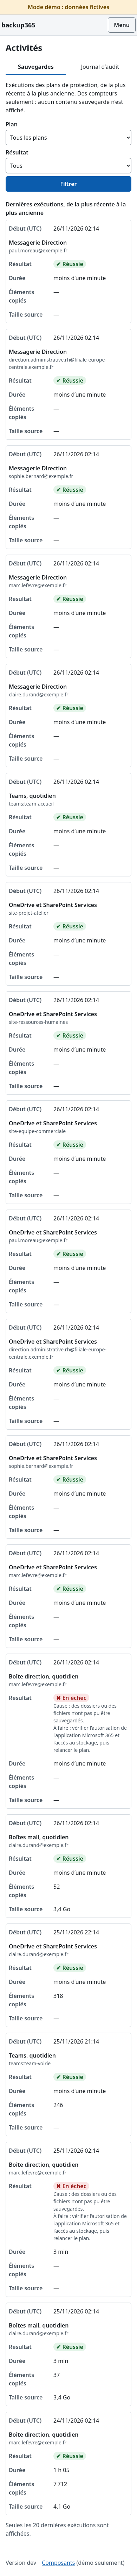 Mode démo : données fictives
backup365
Menu
Activités
Sauvegardes
Journal d'audit
Exécutions des plans de protection, de la plus
récente à la plus ancienne. Des compteurs
seulement : aucun contenu sauvegardé n'est
affiché.
Plan
Tous les plans
Résultat
Tous
Filtrer
Dernières exécutions, de la plus récente à la
plus ancienne
Début (UTC) 26/11/2026 02:14
Messagerie Direction
paul.moreau@exemple.fr
Résultat ✔ Réussie
Durée moins d'une minute
Éléments
copiés
—
Taille source —
Début (UTC) 26/11/2026 02:14
Messagerie Direction
direction.administrative.rh@filiale-europe-
centrale.exemple.fr
Résultat ✔ Réussie
Durée moins d'une minute
Éléments
copiés
—
Taille source —
Début (UTC) 26/11/2026 02:14
Messagerie Direction
sophie.bernard@exemple.fr
Résultat ✔ Réussie
Durée moins d'une minute
Éléments
copiés
—
Taille source —
Début (UTC) 26/11/2026 02:14
Messagerie Direction
marc.lefevre@exemple.fr
Résultat ✔ Réussie
Durée moins d'une minute
Éléments
copiés
—
Taille source —
Début (UTC) 26/11/2026 02:14
Messagerie Direction
claire.durand@exemple.fr
Résultat ✔ Réussie
Durée moins d'une minute
Éléments
copiés
—
Taille source —
Début (UTC) 26/11/2026 02:14
Teams, quotidien
teams:team-accueil
Résultat ✔ Réussie
Durée moins d'une minute
Éléments
copiés
—
Taille source —
Début (UTC) 26/11/2026 02:14
OneDrive et SharePoint Services
site-projet-atelier
Résultat ✔ Réussie
Durée moins d'une minute
Éléments
copiés
—
Taille source —
Début (UTC) 26/11/2026 02:14
OneDrive et SharePoint Services
site-ressources-humaines
Résultat ✔ Réussie
Durée moins d'une minute
Éléments
copiés
—
Taille source —
Début (UTC) 26/11/2026 02:14
OneDrive et SharePoint Services
site-equipe-commerciale
Résultat ✔ Réussie
Durée moins d'une minute
Éléments
copiés
—
Taille source —
Début (UTC) 26/11/2026 02:14
OneDrive et SharePoint Services
paul.moreau@exemple.fr
Résultat ✔ Réussie
Durée moins d'une minute
Éléments
copiés
—
Taille source —
Début (UTC) 26/11/2026 02:14
OneDrive et SharePoint Services
direction.administrative.rh@filiale-europe-
centrale.exemple.fr
Résultat ✔ Réussie
Durée moins d'une minute
Éléments
copiés
—
Taille source —
Début (UTC) 26/11/2026 02:14
OneDrive et SharePoint Services
sophie.bernard@exemple.fr
Résultat ✔ Réussie
Durée moins d'une minute
Éléments
copiés
—
Taille source —
Début (UTC) 26/11/2026 02:14
OneDrive et SharePoint Services
marc.lefevre@exemple.fr
Résultat ✔ Réussie
Durée moins d'une minute
Éléments
copiés
—
Taille source —
Début (UTC) 26/11/2026 02:14
Boîte direction, quotidien
marc.lefevre@exemple.fr
Résultat ✖ En échec
Cause : des dossiers ou des
fichiers n'ont pas pu être
sauvegardés.
À faire : vérifier l'autorisation de
l'application Microsoft 365 et
l'accès au stockage, puis
relancer le plan.
Durée moins d'une minute
Éléments
copiés
—
Taille source —
Début (UTC) 26/11/2026 02:14
Boîtes mail, quotidien
claire.durand@exemple.fr
Résultat ✔ Réussie
Durée moins d'une minute
Éléments
copiés
52
Taille source 3,4 Go
Début (UTC) 25/11/2026 22:14
OneDrive et SharePoint Services
claire.durand@exemple.fr
Résultat ✔ Réussie
Durée moins d'une minute
Éléments
copiés
318
Taille source —
Début (UTC) 25/11/2026 21:14
Teams, quotidien
teams:team-voirie
Résultat ✔ Réussie
Durée moins d'une minute
Éléments
copiés
246
Taille source —
Début (UTC) 25/11/2026 02:14
Boîte direction, quotidien
marc.lefevre@exemple.fr
Résultat ✖ En échec
Cause : des dossiers ou des
fichiers n'ont pas pu être
sauvegardés.
À faire : vérifier l'autorisation de
l'application Microsoft 365 et
l'accès au stockage, puis
relancer le plan.
Durée 3 min
Éléments
copiés
—
Taille source —
Début (UTC) 25/11/2026 02:14
Boîtes mail, quotidien
claire.durand@exemple.fr
Résultat ✔ Réussie
Durée 3 min
Éléments
copiés
37
Taille source 3,4 Go
Début (UTC) 24/11/2026 02:14
Boîte direction, quotidien
marc.lefevre@exemple.fr
Résultat ✔ Réussie
Durée 1 h 05
Éléments
copiés
7 712
Taille source 4,1 Go
Seules les 20 dernières exécutions sont
affichées.
Version dev Composants (démo seulement)